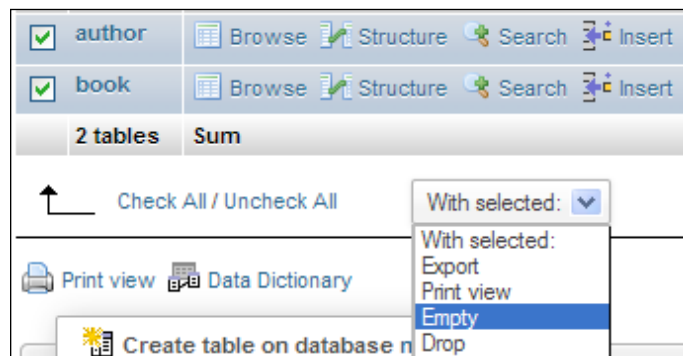 author Browse Structure Search Insert
book Browse Structure Search Insert
2 tables Sum
Check All / Uncheck All With selected:
With selected:
Export
Print view
Empty
Drop
Print view Data Dictionary
Create table on database n